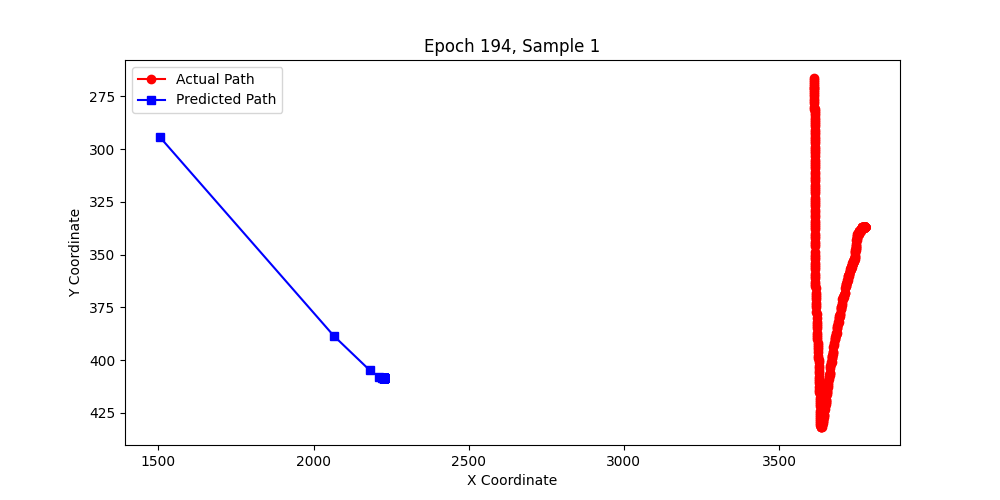 Epoch 194, Sample 1
Actual Path
Predicted Path
Y Coordinate
275
300
325
350
375
400
425
1500 2000 2500 3000 3500
X Coordinate